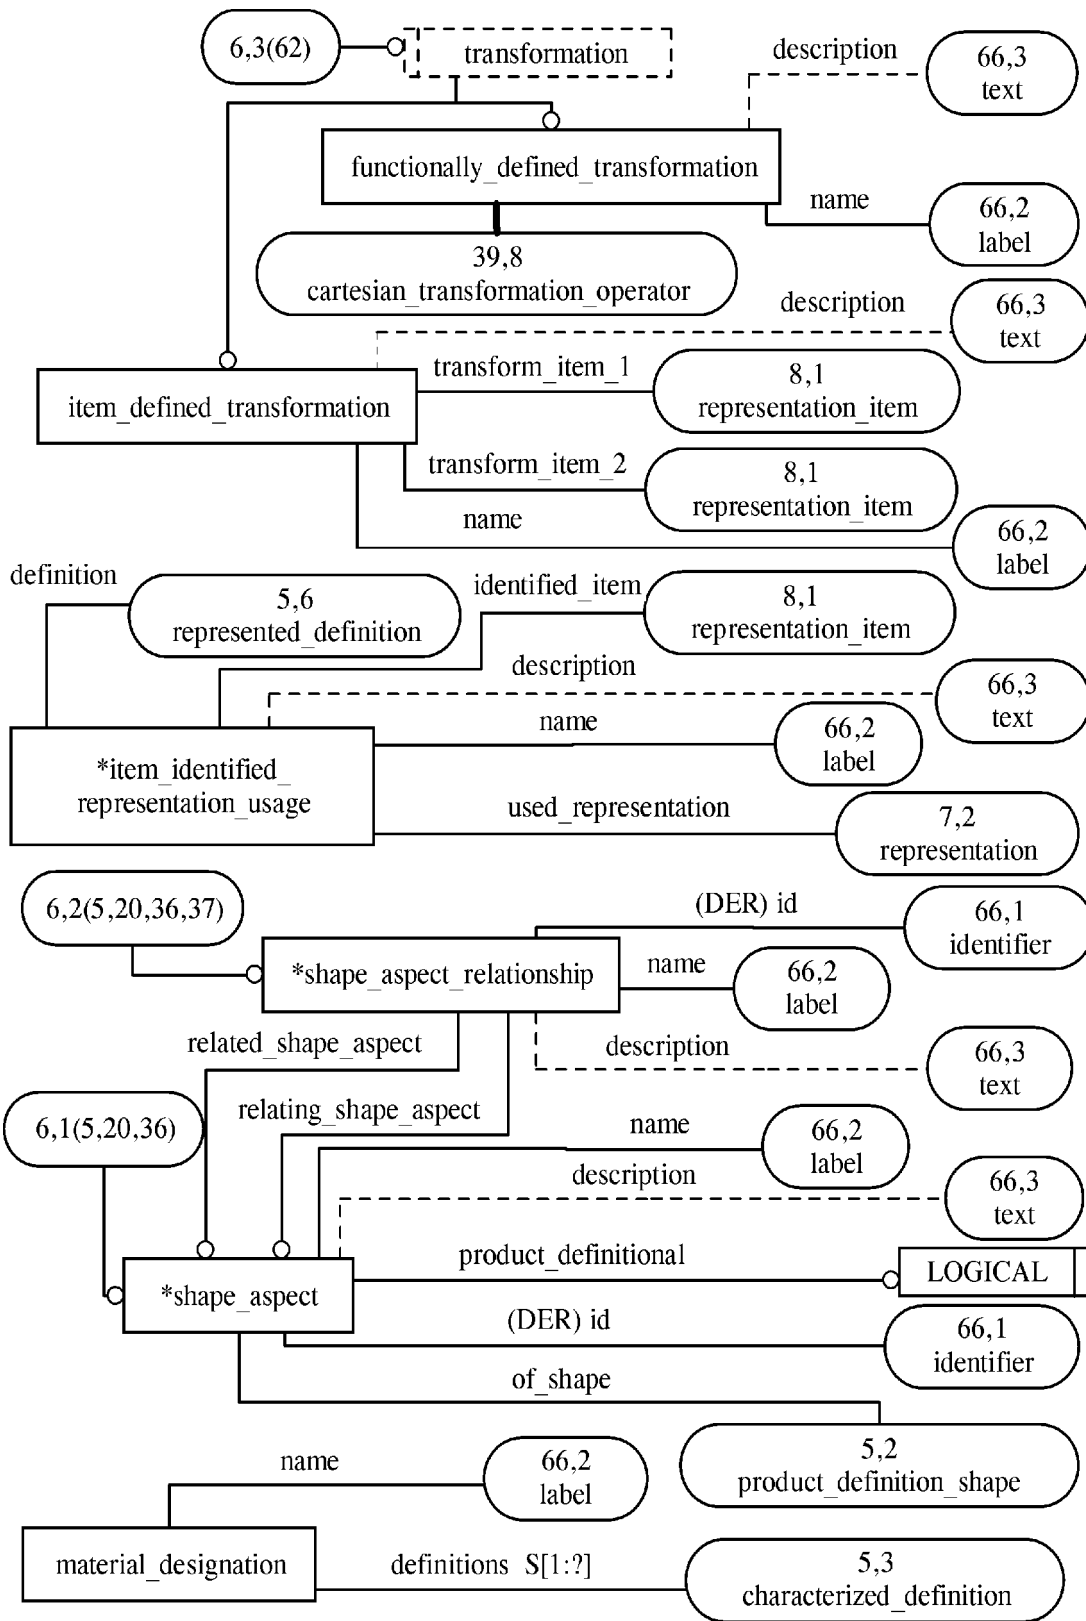 6,3(62)
transformation
description
66,3
text
functionally_defined_transformation
name
66,2
label
39,8
cartesian_transformation_operator
description
66,3
text
transform_item_1
8,1
representation_item
item_defined_transformation
transform_item_2
8,1
representation_item
name
66,2
label
definition
5,6
represented_definition
identified_item
8,1
representation_item
description
66,3
text
name
66,2
label
*item_identified_
representation_usage
used_representation
7,2
representation
6,2(5,20,36,37)
(DER) id
66,1
identifier
*shape_aspect_relationship
name
66,2
label
related_shape_aspect
description
66,3
text
6,1(5,20,36)
relating_shape_aspect
name
66,2
label
description
66,3
text
product_definitional
LOGICAL
*shape_aspect
(DER) id
66,1
identifier
of_shape
5,2
product_definition_shape
name
66,2
label
material_designation
definitions S[1:?]
5,3
characterized_definition